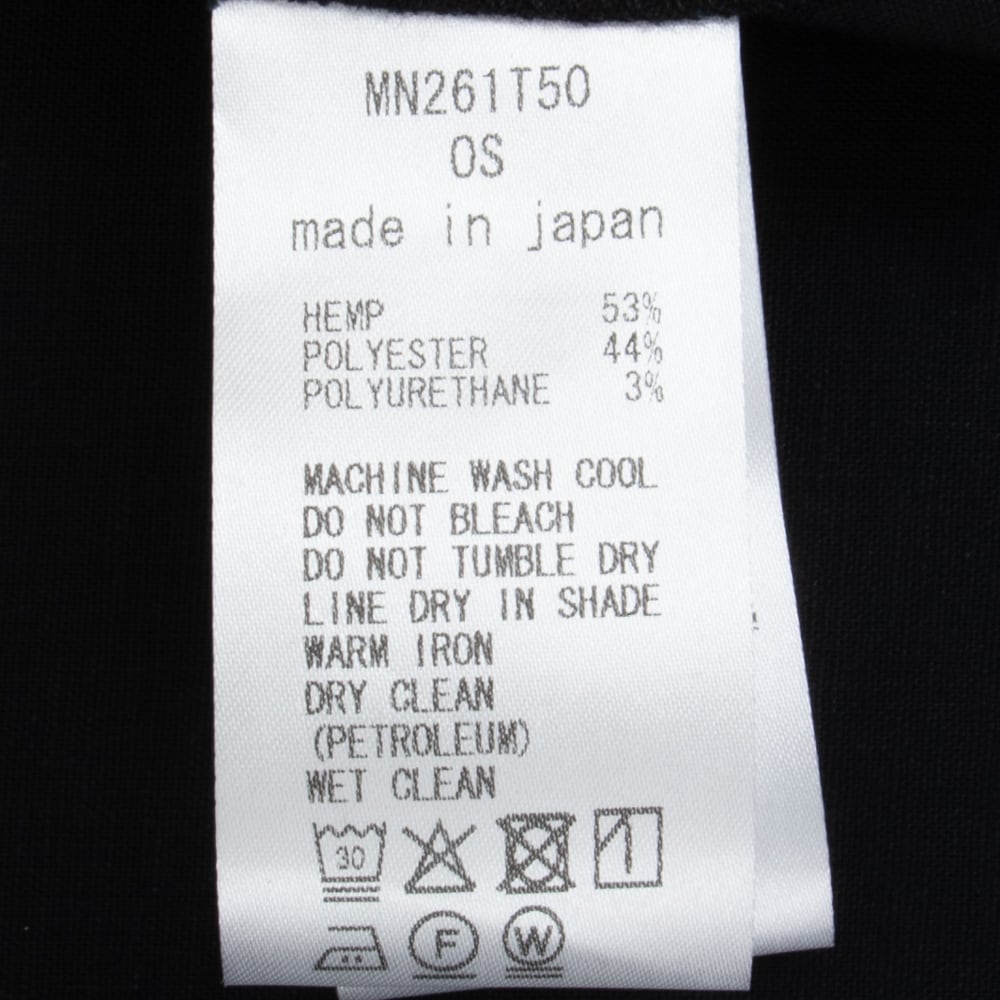 MN261T50
OS
made in japan
HEMP 53%
POLYESTER 44%
POLYURETHANE 3%
MACHINE WASH COOL
DO NOT BLEACH
DO NOT TUMBLE DRY
LINE DRY IN SHADE
WARM IRON
DRY CLEAN
(PETROLEUM)
WET CLEAN
30
F W